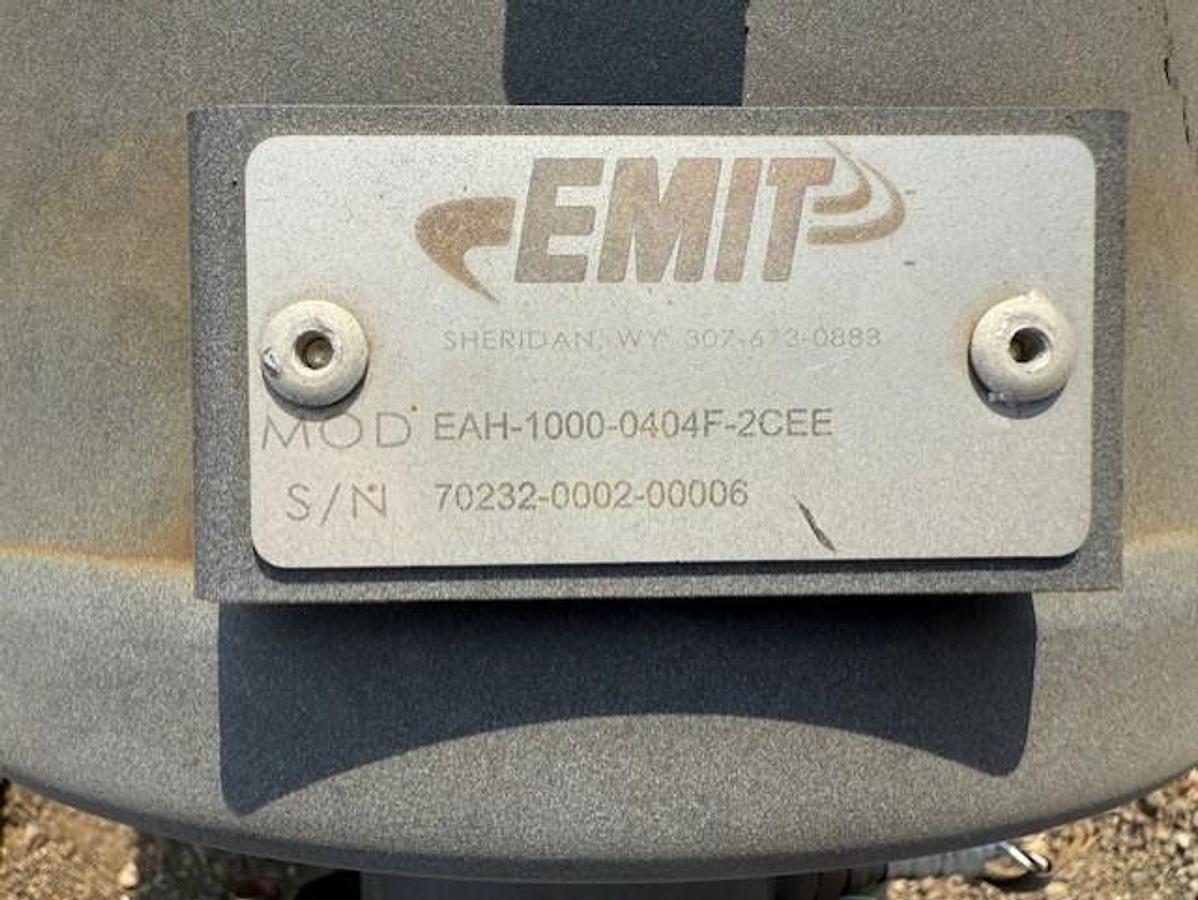 EMIT
SHERIDAN, WY 307-673-0883
MOD EAH-1000-0404F-2CEE
S/N 70232-0002-00006